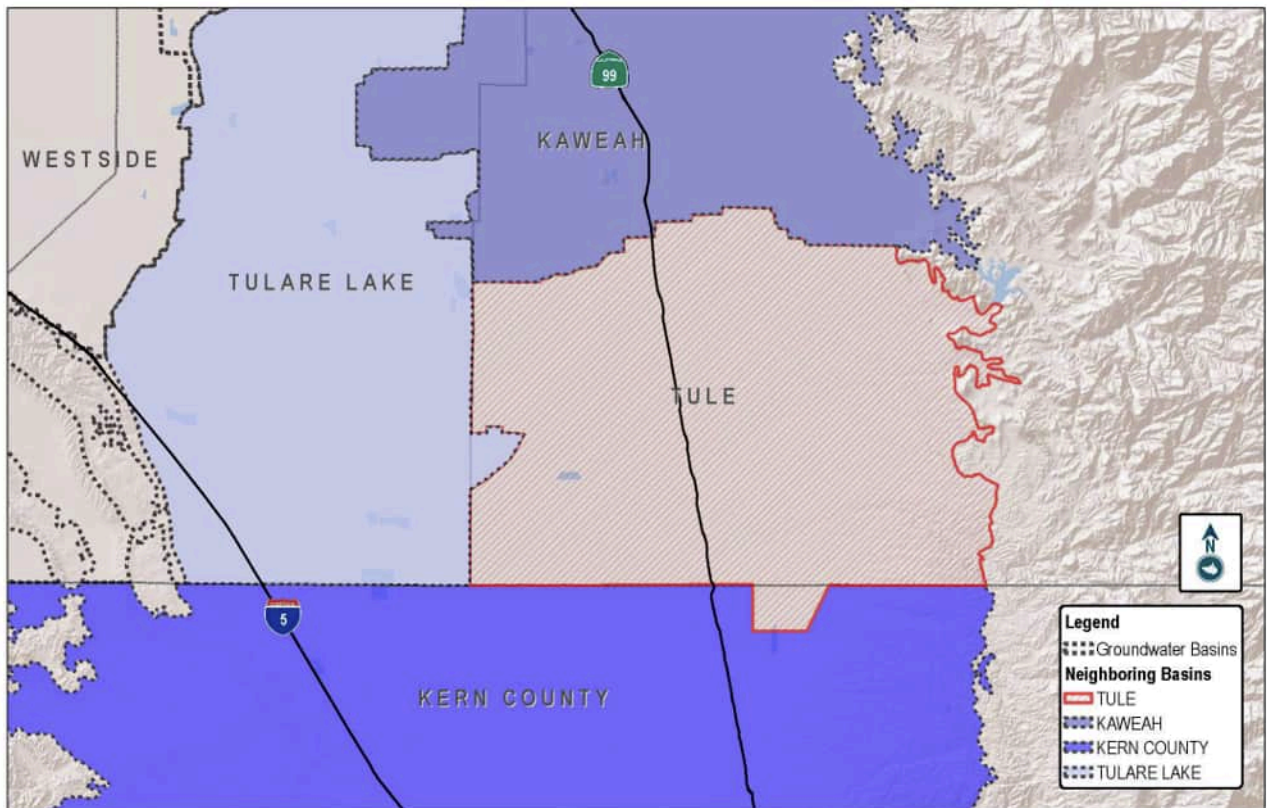 99
KAWEAH
WESTSIDE
TULARE LAKE
TULE
N
5
KERN COUNTY
Legend
Groundwater Basins
Neighboring Basins
TULE
KAWEAH
KERN COUNTY
TULARE LAKE